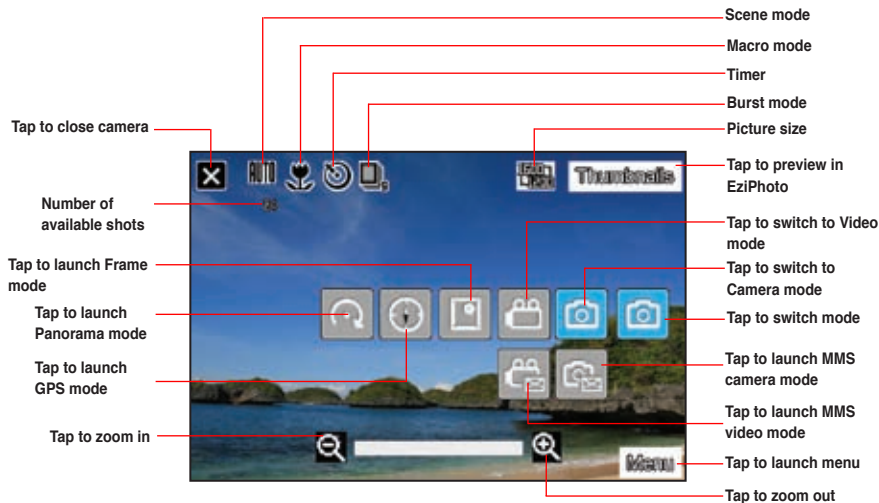 Scene mode
Macro mode
Timer
Burst mode
Picture size
Tap to close camera
Tap to preview in
EziPhoto
AUTO
Thumbnails
Number of
available shots
Tap to switch to Video
mode
Tap to launch Frame
mode
Tap to switch to
Camera mode
Tap to launch
Panorama mode
Tap to switch mode
Tap to launch
GPS mode
Tap to launch MMS
camera mode
Tap to launch MMS
video mode
Tap to zoom in
Menu
Tap to launch menu
Tap to zoom out